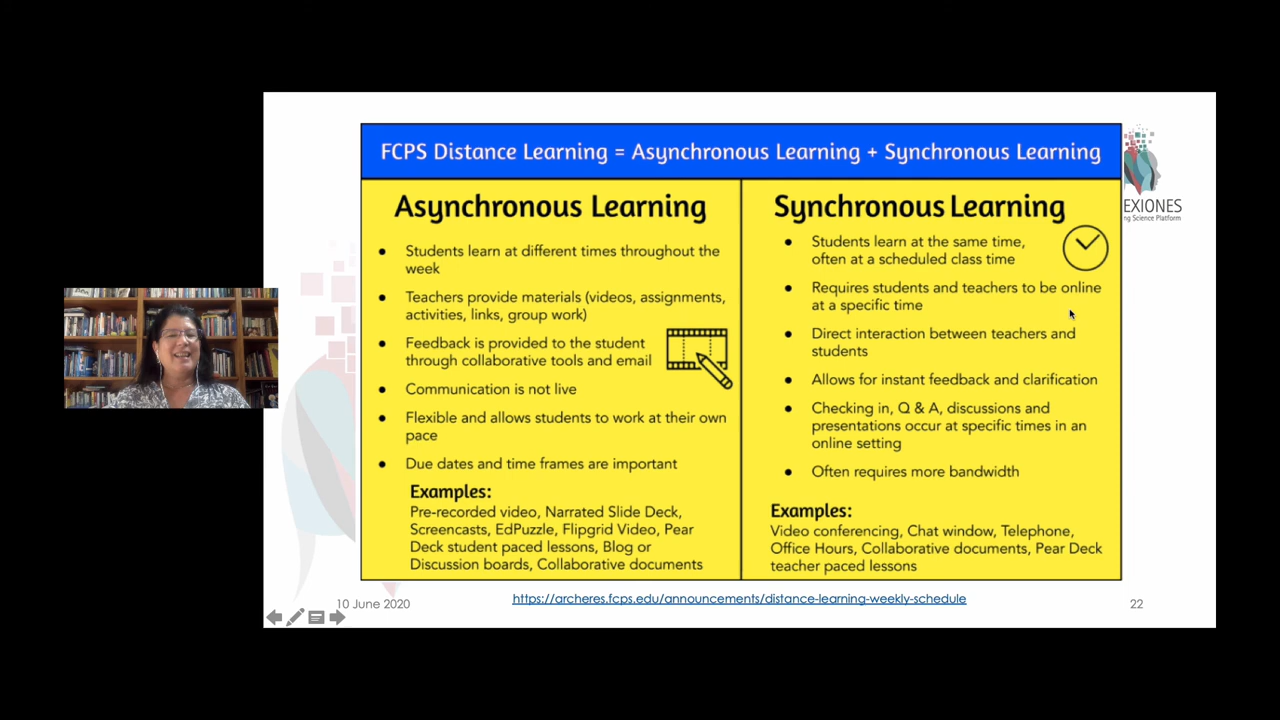 FCPS Distance Learning = Asynchronous Learning + Synchronous Learning
EXIONES
ng Science Platform
Asynchronous Learning
• Students learn at different times throughout the
week
• Teachers provide materials (videos, assignments,
activities, links, group work)
• Feedback is provided to the student
through collaborative tools and email
• Communication is not live
• Flexible and allows students to work at their own
pace
• Due dates and time frames are important
Examples:
Pre-recorded video, Narrated Slide Deck,
Screencasts, EdPuzzle, Flipgrid Video, Pear
Deck student paced lessons, Blog or
Discussion boards, Collaborative documents
Synchronous Learning
• Students learn at the same time,
often at a scheduled class time
• Requires students and teachers to be online
at a specific time
• Direct interaction between teachers and
students
• Allows for instant feedback and clarification
• Checking in, Q & A, discussions and
presentations occur at specific times in an
online setting
• Often requires more bandwidth
Examples:
Video conferencing, Chat window, Telephone,
Office Hours, Collaborative documents, Pear Deck
teacher paced lessons
10 June 2020
https://archeres.fcps.edu/announcements/distance-learning-weekly-schedule
22